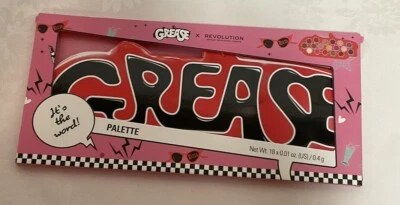 GREASE × REVOLUTION
GREASE
It's
the
word!
PALETTE
Net Wt. 18 x 0.01 oz. (US) / 0.4 g